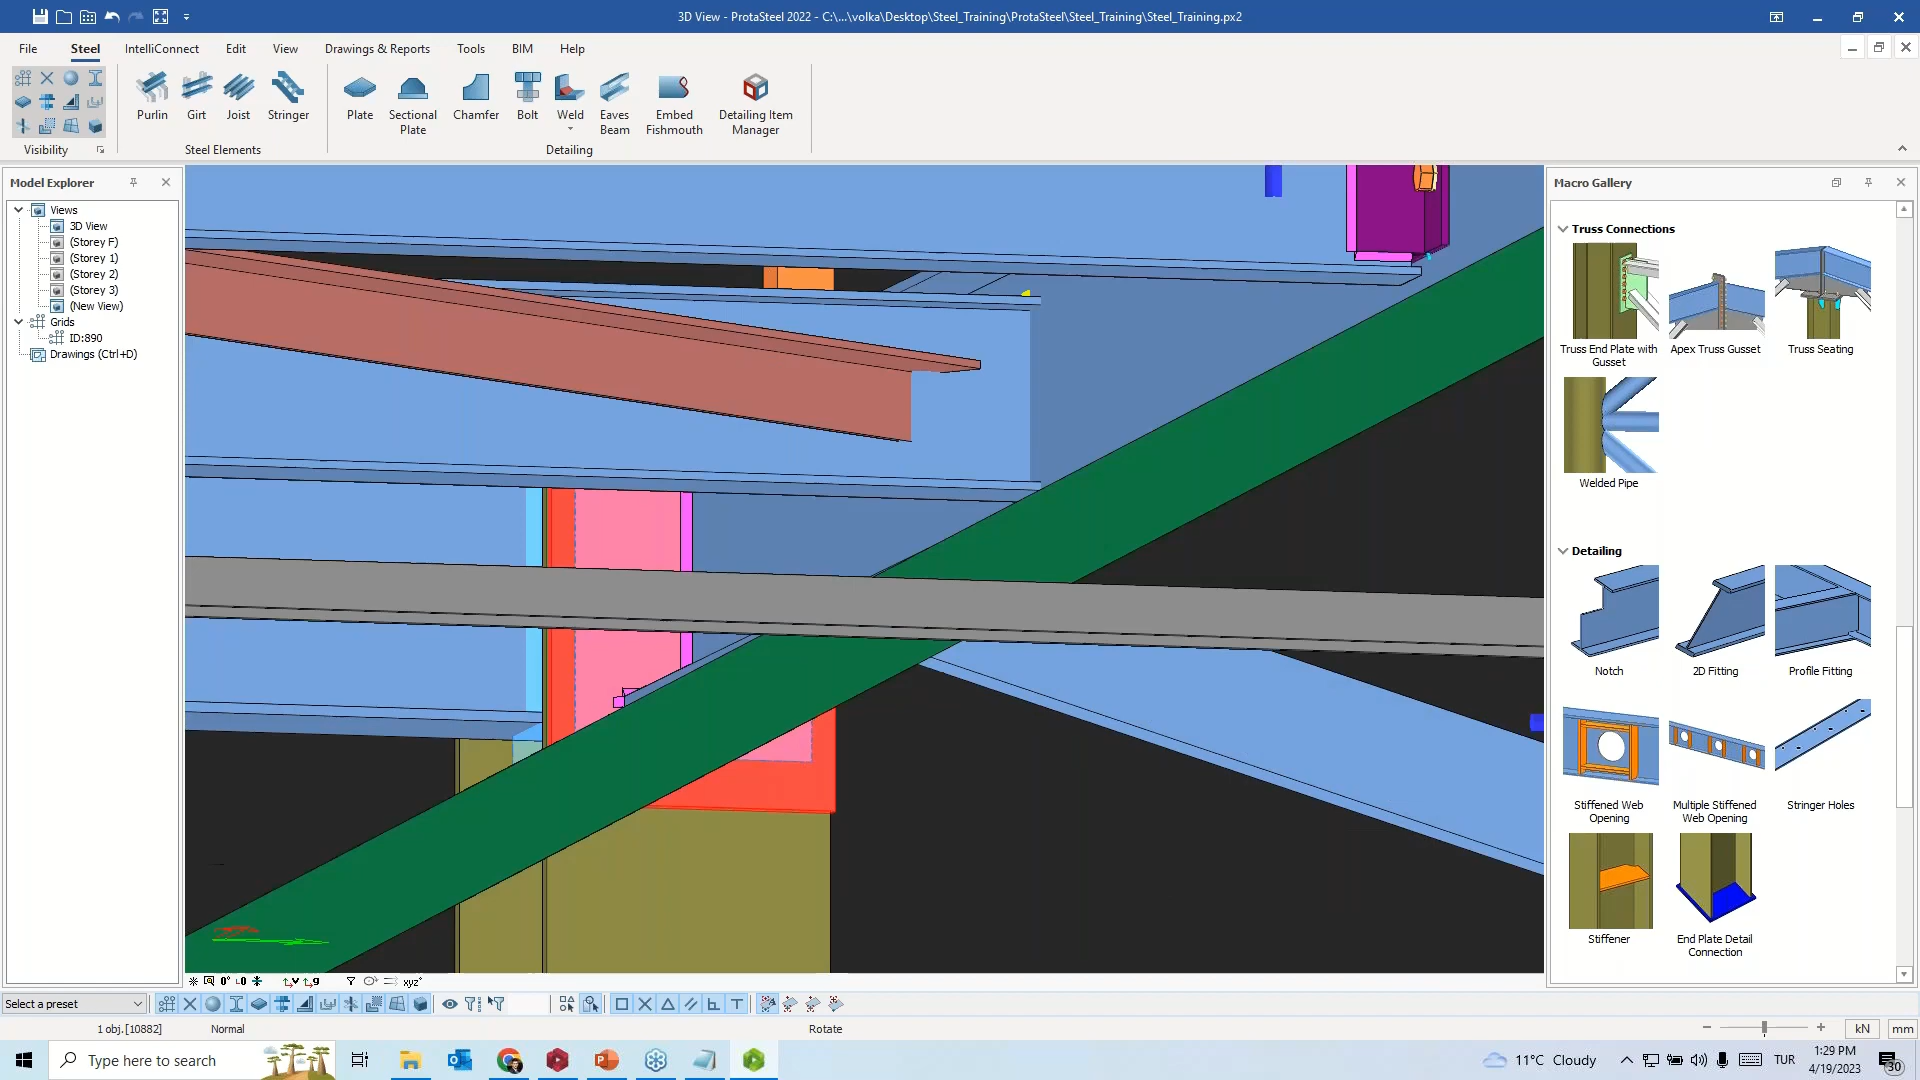 3D View - ProtaSteel 2022 - C:\...\volka\Desktop\Steel_Training\ProtaSteel\Steel_Training\Steel_Training.px2
File Steel IntelliConnect Edit View Drawings & Reports Tools BIM Help
Purlin Girt Joist Stringer Plate Sectional Plate Chamfer Bolt Weld Eaves Beam Embed Fishmouth Detailing Item Manager
Visibility Steel Elements Detailing
Model Explorer
Views
3D View
(Storey F)
(Storey 1)
(Storey 2)
(Storey 3)
(New View)
Grids
ID:890
Drawings (Ctrl+D)
Macro Gallery
Truss Connections
Truss End Plate with Gusset
Apex Truss Gusset
Truss Seating
Welded Pipe
Detailing
Notch
2D Fitting
Profile Fitting
Stiffened Web Opening
Multiple Stiffened Web Opening
Stringer Holes
Stiffener
End Plate Detail Connection
xyz
Select a preset
1 obj.[10882] Normal Rotate kN mm
Type here to search
11°C Cloudy
TUR
1:29 PM
4/19/2023
30